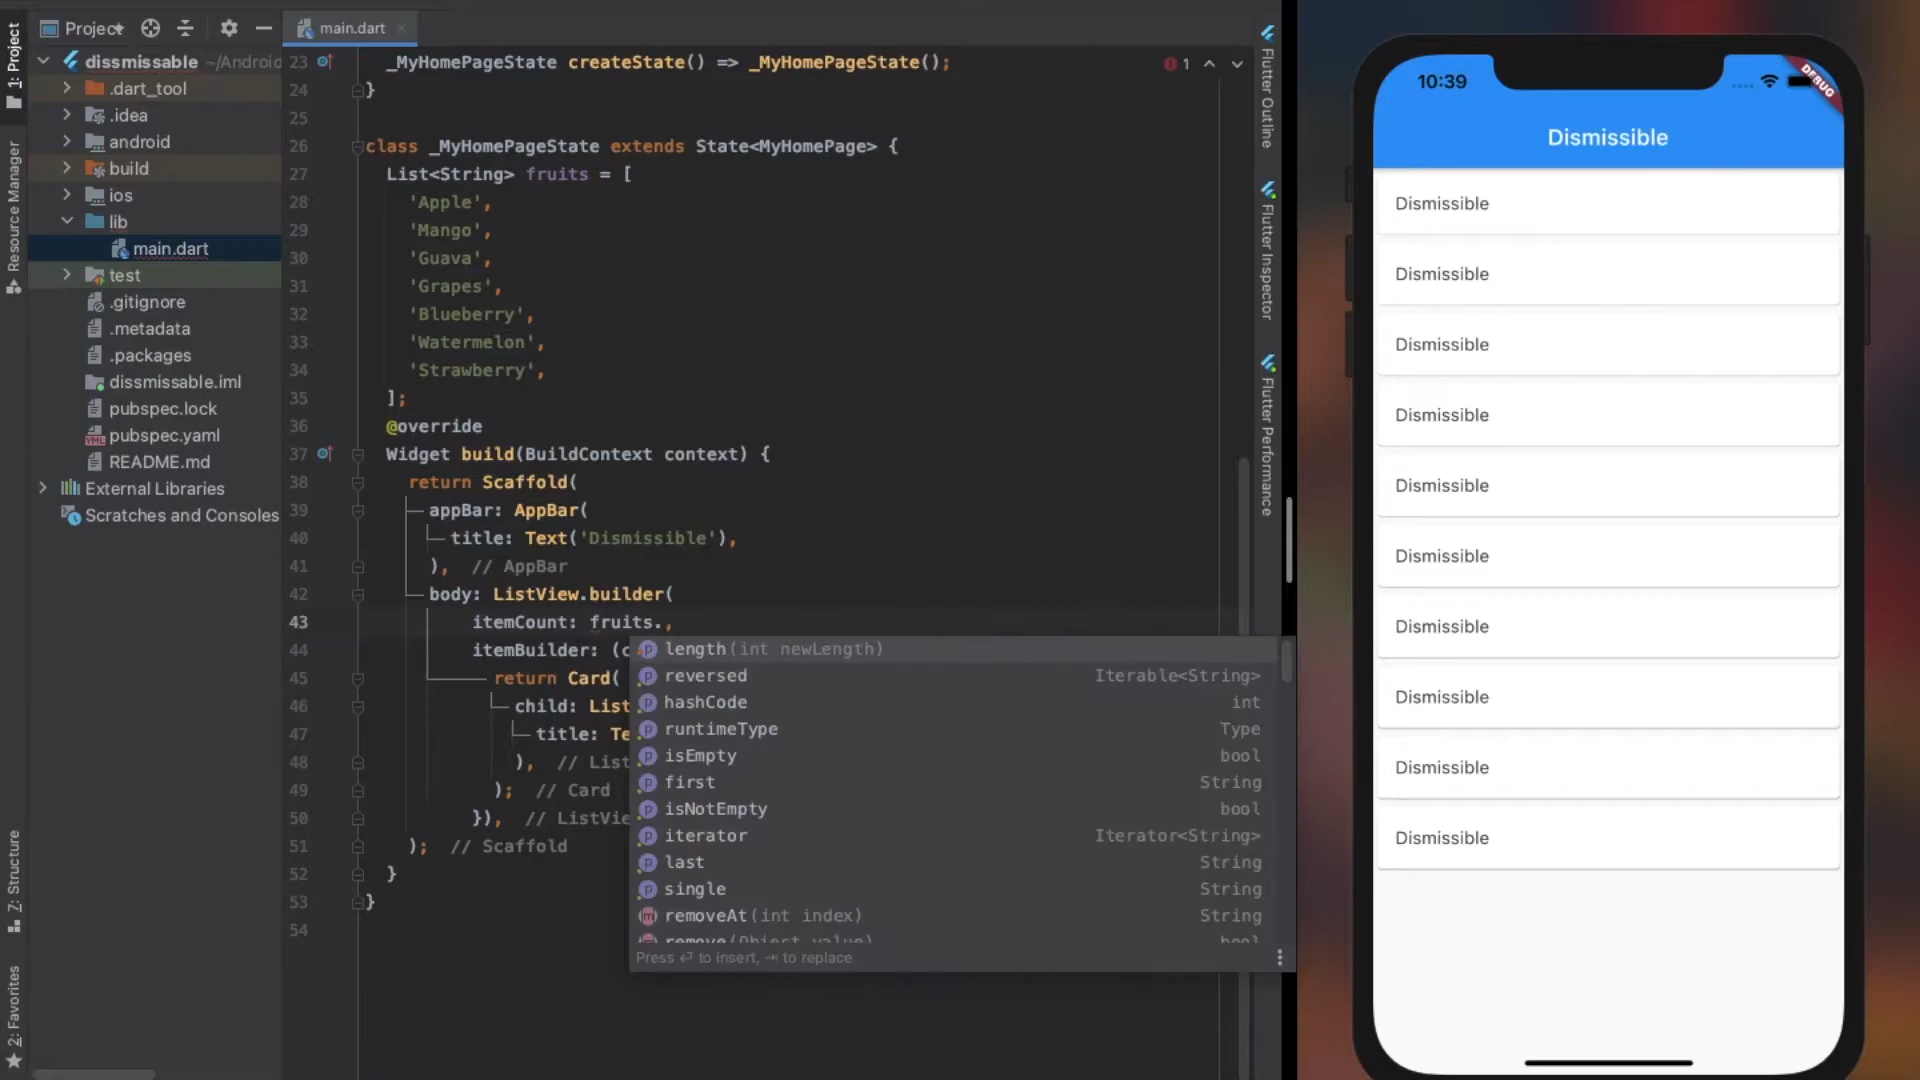 1: Project
Resource Manager
Z: Structure
2: Favorites
Project
dissmissable ~/Android
.dart_tool
.idea
android
build
ios
lib
main.dart
test
.gitignore
.metadata
.packages
dissmissable.iml
pubspec.lock
pubspec.yaml
README.md
External Libraries
Scratches and Consoles
main.dart
1
23 _MyHomePageState createState() => _MyHomePageState();
24 }
25
26 class _MyHomePageState extends State<MyHomePage> {
27 List<String> fruits = [
28 'Apple',
29 'Mango',
30 'Guava',
31 'Grapes',
32 'Blueberry',
33 'Watermelon',
34 'Strawberry',
35 ];
36 @override
37 Widget build(BuildContext context) {
38 return Scaffold(
39 appBar: AppBar(
40 title: Text('Dismissible'),
41 ), // AppBar
42 body: ListView.builder(
43 itemCount: fruits.,
44 itemBuilder: (c
45 return Card(
46 child: List
47 title: Te
48 ), // List
49 ); // Card
50 }), // ListVie
51 ); // Scaffold
52 }
53 }
54
length(int newLength)
reversed Iterable<String>
hashCode int
runtimeType Type
isEmpty bool
first String
isNotEmpty bool
iterator Iterator<String>
last String
single String
removeAt(int index) String
remove(Object value) bool
Press ⏎ to insert, ⇥ to replace
Flutter Outline
Flutter Inspector
Flutter Performance
10:39
DEBUG
Dismissible
Dismissible
Dismissible
Dismissible
Dismissible
Dismissible
Dismissible
Dismissible
Dismissible
Dismissible
Dismissible